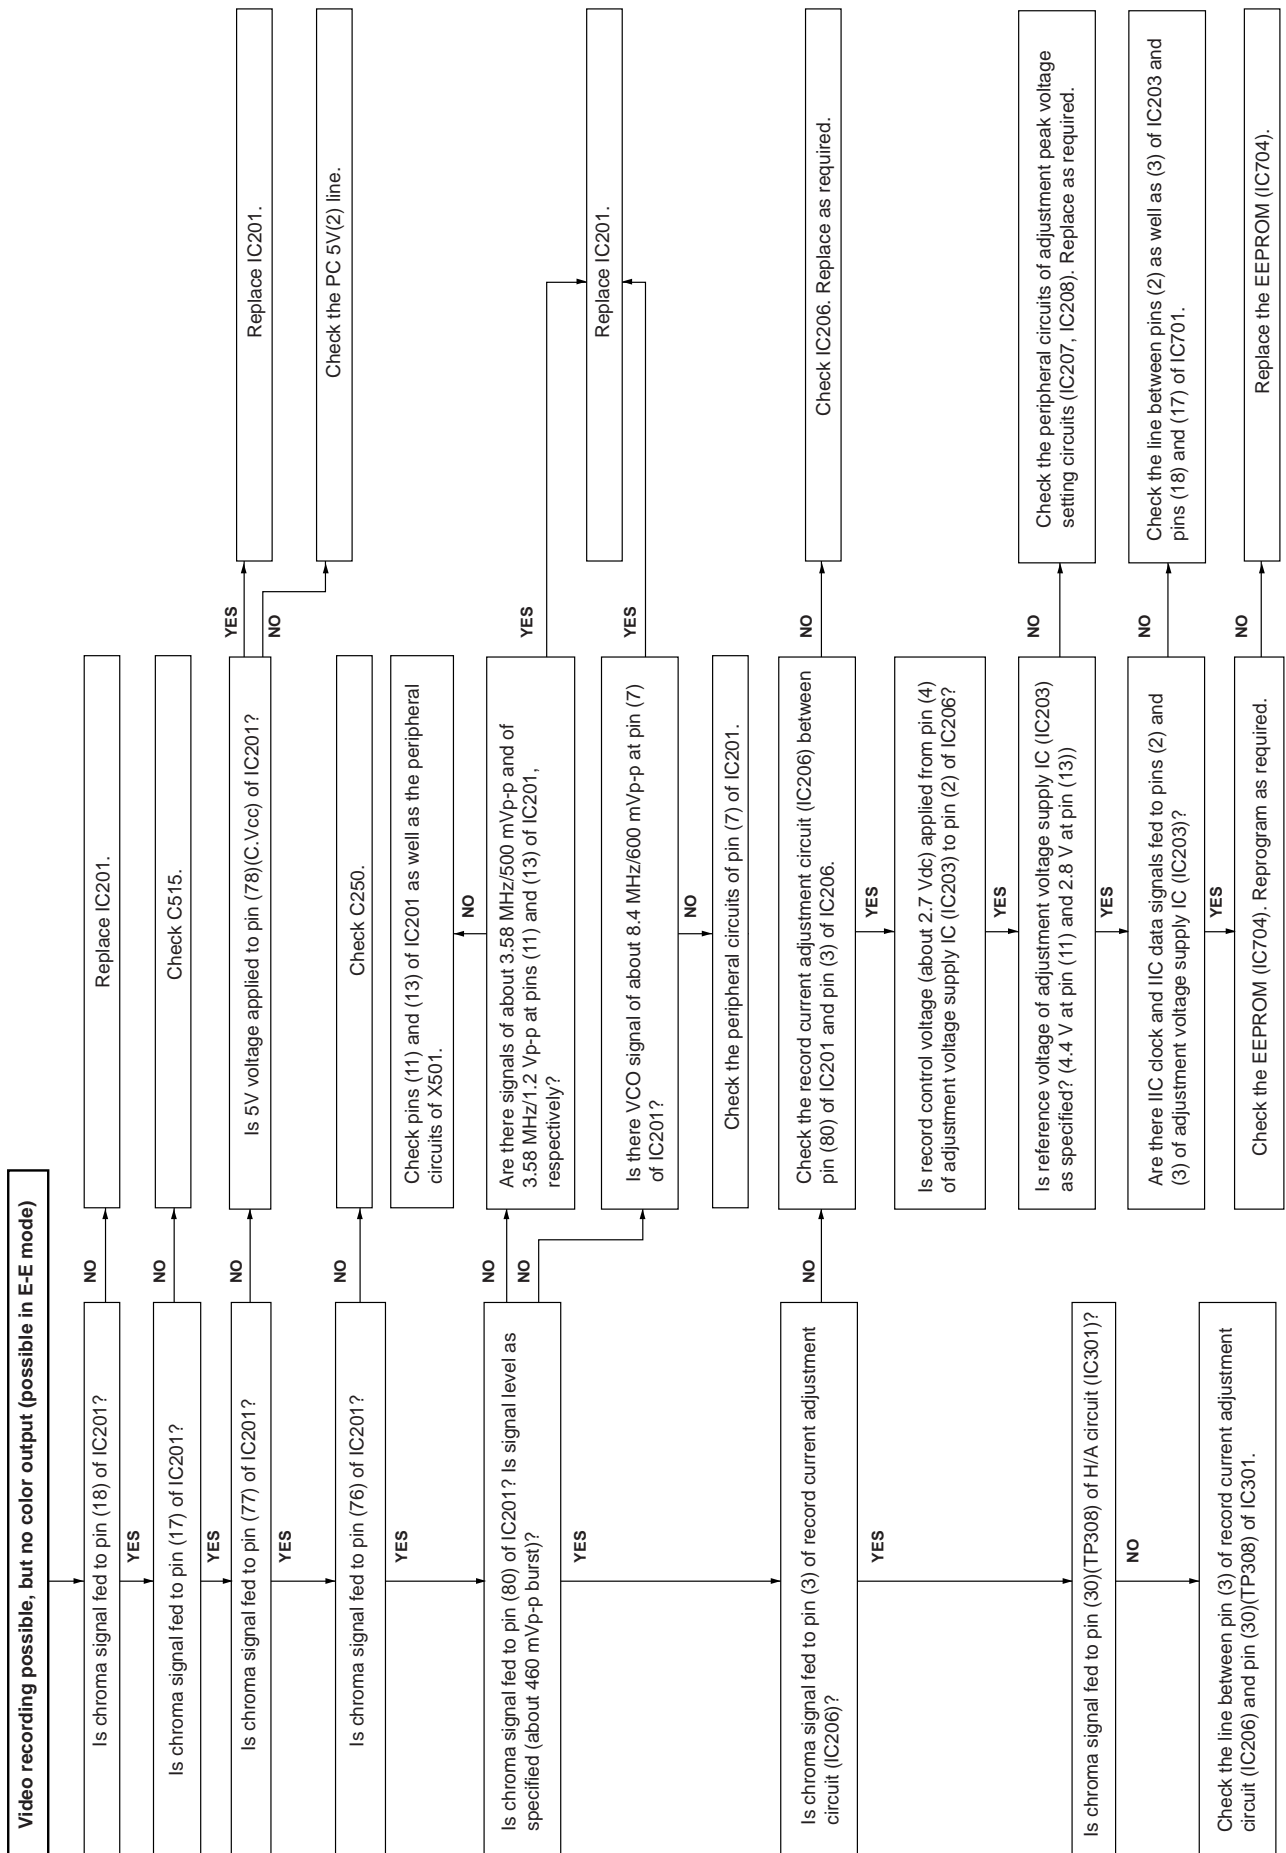 Video recording possible, but no color output (possible in E-E mode)
Is chroma signal fed to pin (18) of IC201?
NO
Replace IC201.
YES
Is chroma signal fed to pin (17) of IC201?
NO
Check C515.
YES
Is chroma signal fed to pin (77) of IC201?
NO
Is 5V voltage applied to pin (78)(C.Vcc) of IC201?
YES
Replace IC201.
NO
Check the PC 5V(2) line.
YES
Is chroma signal fed to pin (76) of IC201?
NO
Check C250.
YES
Check pins (11) and (13) of IC201 as well as the peripheral
circuits of X501.
NO
Is chroma signal fed to pin (80) of IC201? Is signal level as
specified (about 460 mVp-p burst)?
NO
NO
Are there signals of about 3.58 MHz/500 mVp-p and of
3.58 MHz/1.2 Vp-p at pins (11) and (13) of IC201,
respectively?
YES
Replace IC201.
Is there VCO signal of about 8.4 MHz/600 mVp-p at pin (7)
of IC201?
YES
NO
Check the peripheral circuits of pin (7) of IC201.
YES
Is chroma signal fed to pin (3) of record current adjustment
circuit (IC206)?
NO
Check the record current adjustment circuit (IC206) between
pin (80) of IC201 and pin (3) of IC206.
NO
Check IC206. Replace as required.
YES
Is record control voltage (about 2.7 Vdc) applied from pin (4)
of adjustment voltage supply IC (IC203) to pin (2) of IC206?
YES
Is reference voltage of adjustment voltage supply IC (IC203)
as specified? (4.4 V at pin (11) and 2.8 V at pin (13))
NO
Check the peripheral circuits of adjustment peak voltage
setting circuits (IC207, IC208). Replace as required.
YES
Are there IIC clock and IIC data signals fed to pins (2) and
(3) of adjustment voltage supply IC (IC203)?
NO
Check the line between pins (2) as well as (3) of IC203 and
pins (18) and (17) of IC701.
YES
Check the EEPROM (IC704). Reprogram as required.
NO
Replace the EEPROM (IC704).
YES
Is chroma signal fed to pin (30)(TP308) of H/A circuit (IC301)?
NO
Check the line between pin (3) of record current adjustment
circuit (IC206) and pin (30)(TP308) of IC301.